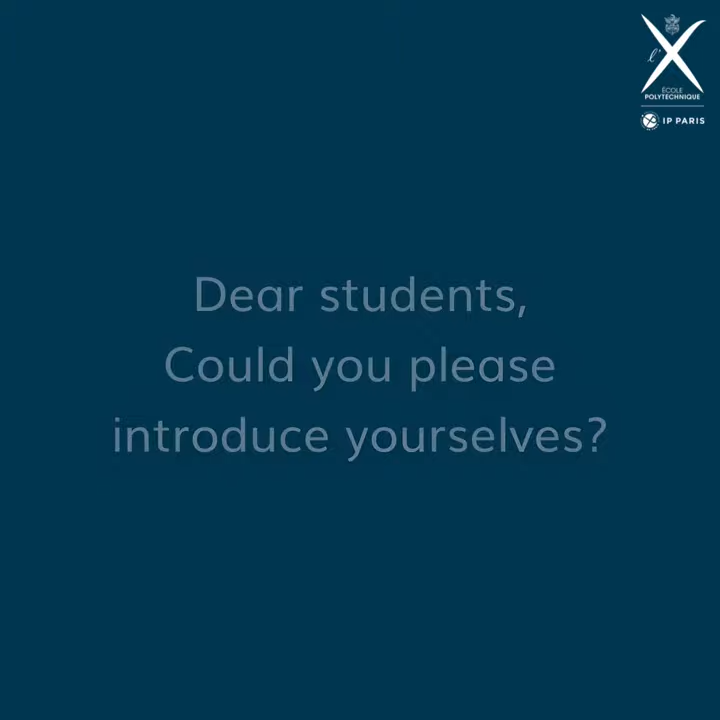 l'X
ÉCOLE
POLYTECHNIQUE
IP PARIS
Dear students,
Could you please
introduce yourselves?